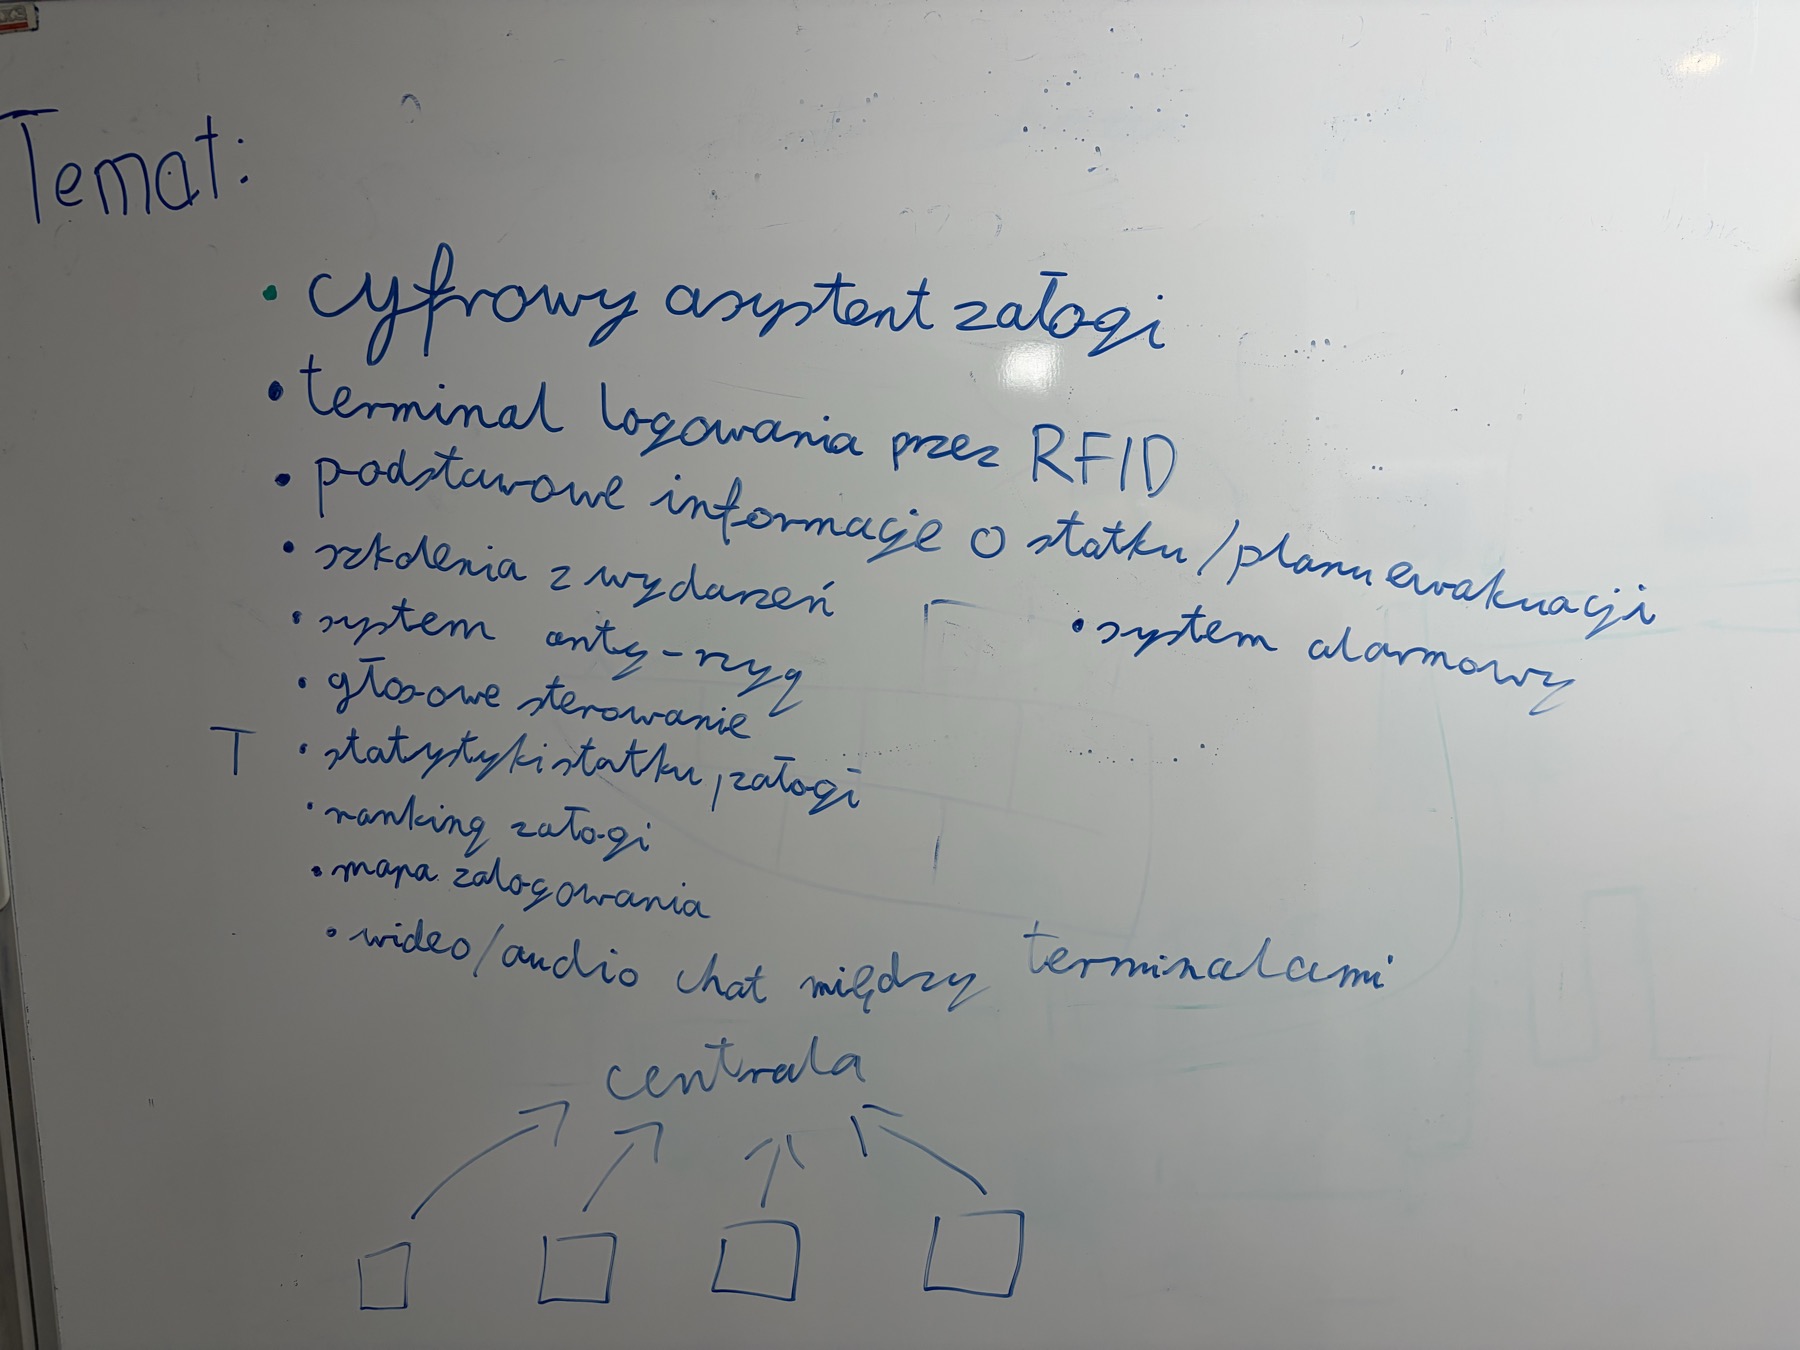 Temat:
• cyfrowy asystent załogi
• terminal logowania przez RFID
• podstawowe informacje o statku/planu ewakuacji
• szkolenia z wydarzeń
• system alarmowy
• system anty-rzyg
• głosowe sterowanie
T • statystyki statku, załogi
• ranking załogi
• mapa zalogowania
• wideo/audio chat między terminalami
centrala